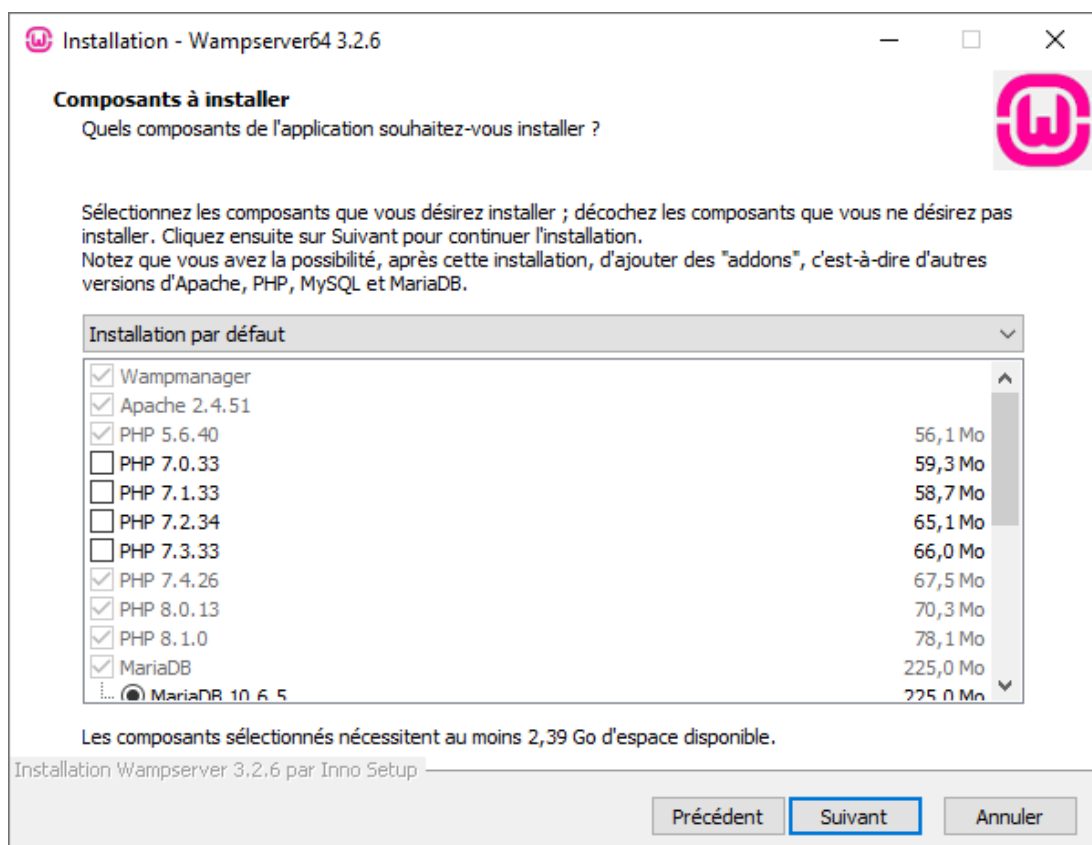 Installation - Wampserver64 3.2.6
Composants à installer
Quels composants de l'application souhaitez-vous installer ?
Sélectionnez les composants que vous désirez installer ; décochez les composants que vous ne désirez pas
installer. Cliquez ensuite sur Suivant pour continuer l'installation.
Notez que vous avez la possibilité, après cette installation, d'ajouter des "addons", c'est-à-dire d'autres
versions d'Apache, PHP, MySQL et MariaDB.
Installation par défaut
Wampmanager
Apache 2.4.51
PHP 5.6.40 56,1 Mo
PHP 7.0.33 59,3 Mo
PHP 7.1.33 58,7 Mo
PHP 7.2.34 65,1 Mo
PHP 7.3.33 66,0 Mo
PHP 7.4.26 67,5 Mo
PHP 8.0.13 70,3 Mo
PHP 8.1.0 78,1 Mo
MariaDB 225,0 Mo
MariaDB 10.6.5 225,0 Mo
Les composants sélectionnés nécessitent au moins 2,39 Go d'espace disponible.
Installation Wampserver 3.2.6 par Inno Setup
Précédent Suivant Annuler